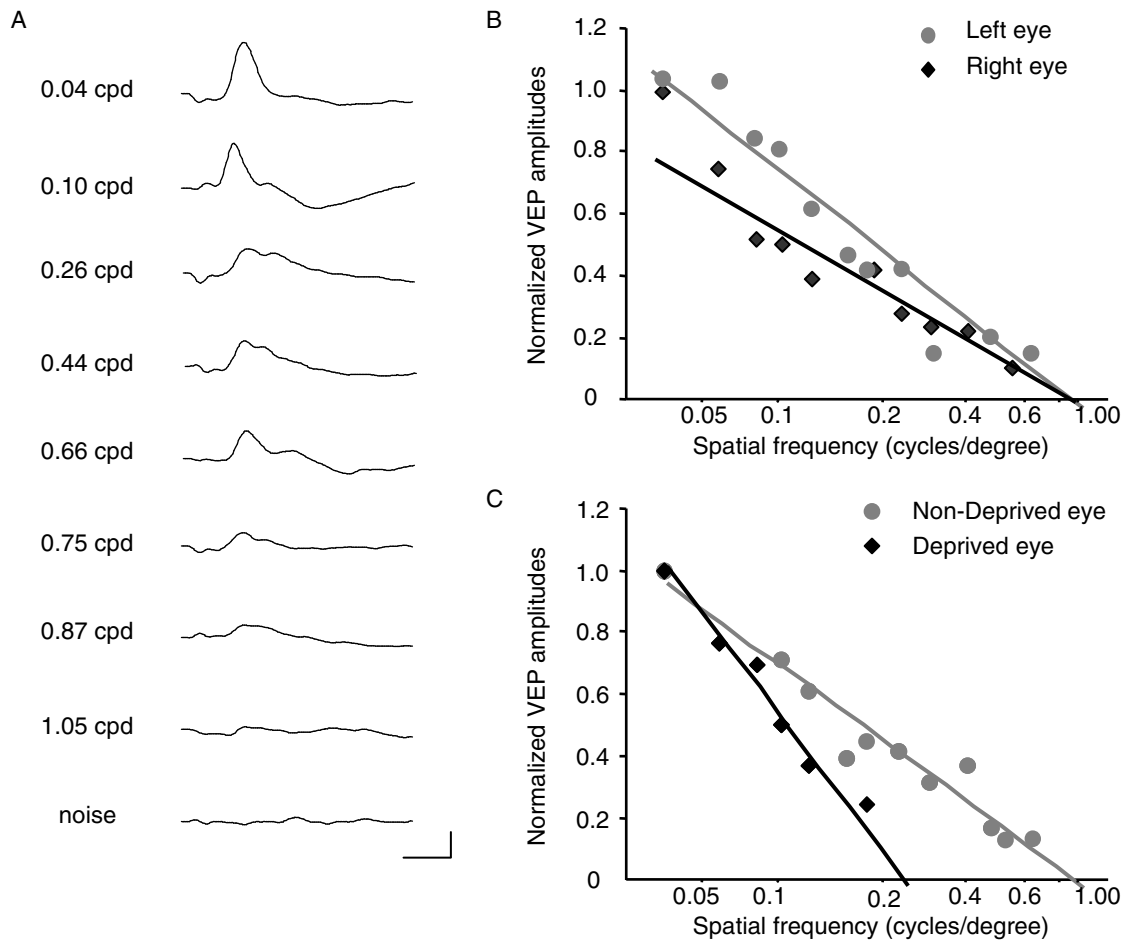 A
0.04 cpd
0.10 cpd
0.26 cpd
0.44 cpd
0.66 cpd
0.75 cpd
0.87 cpd
1.05 cpd
noise
B
Left eye
Right eye
Normalized VEP amplitudes
1.2
1.0
0.8
0.6
0.4
0.2
0
0.05 0.1 0.2 0.4 0.6 1.00
Spatial frequency (cycles/degree)
C
Non-Deprived eye
Deprived eye
Normalized VEP amplitudes
1.2
1.0
0.8
0.6
0.4
0.2
0
0.05 0.1 0.2 0.4 0.6 1.00
Spatial frequency (cycles/degree)